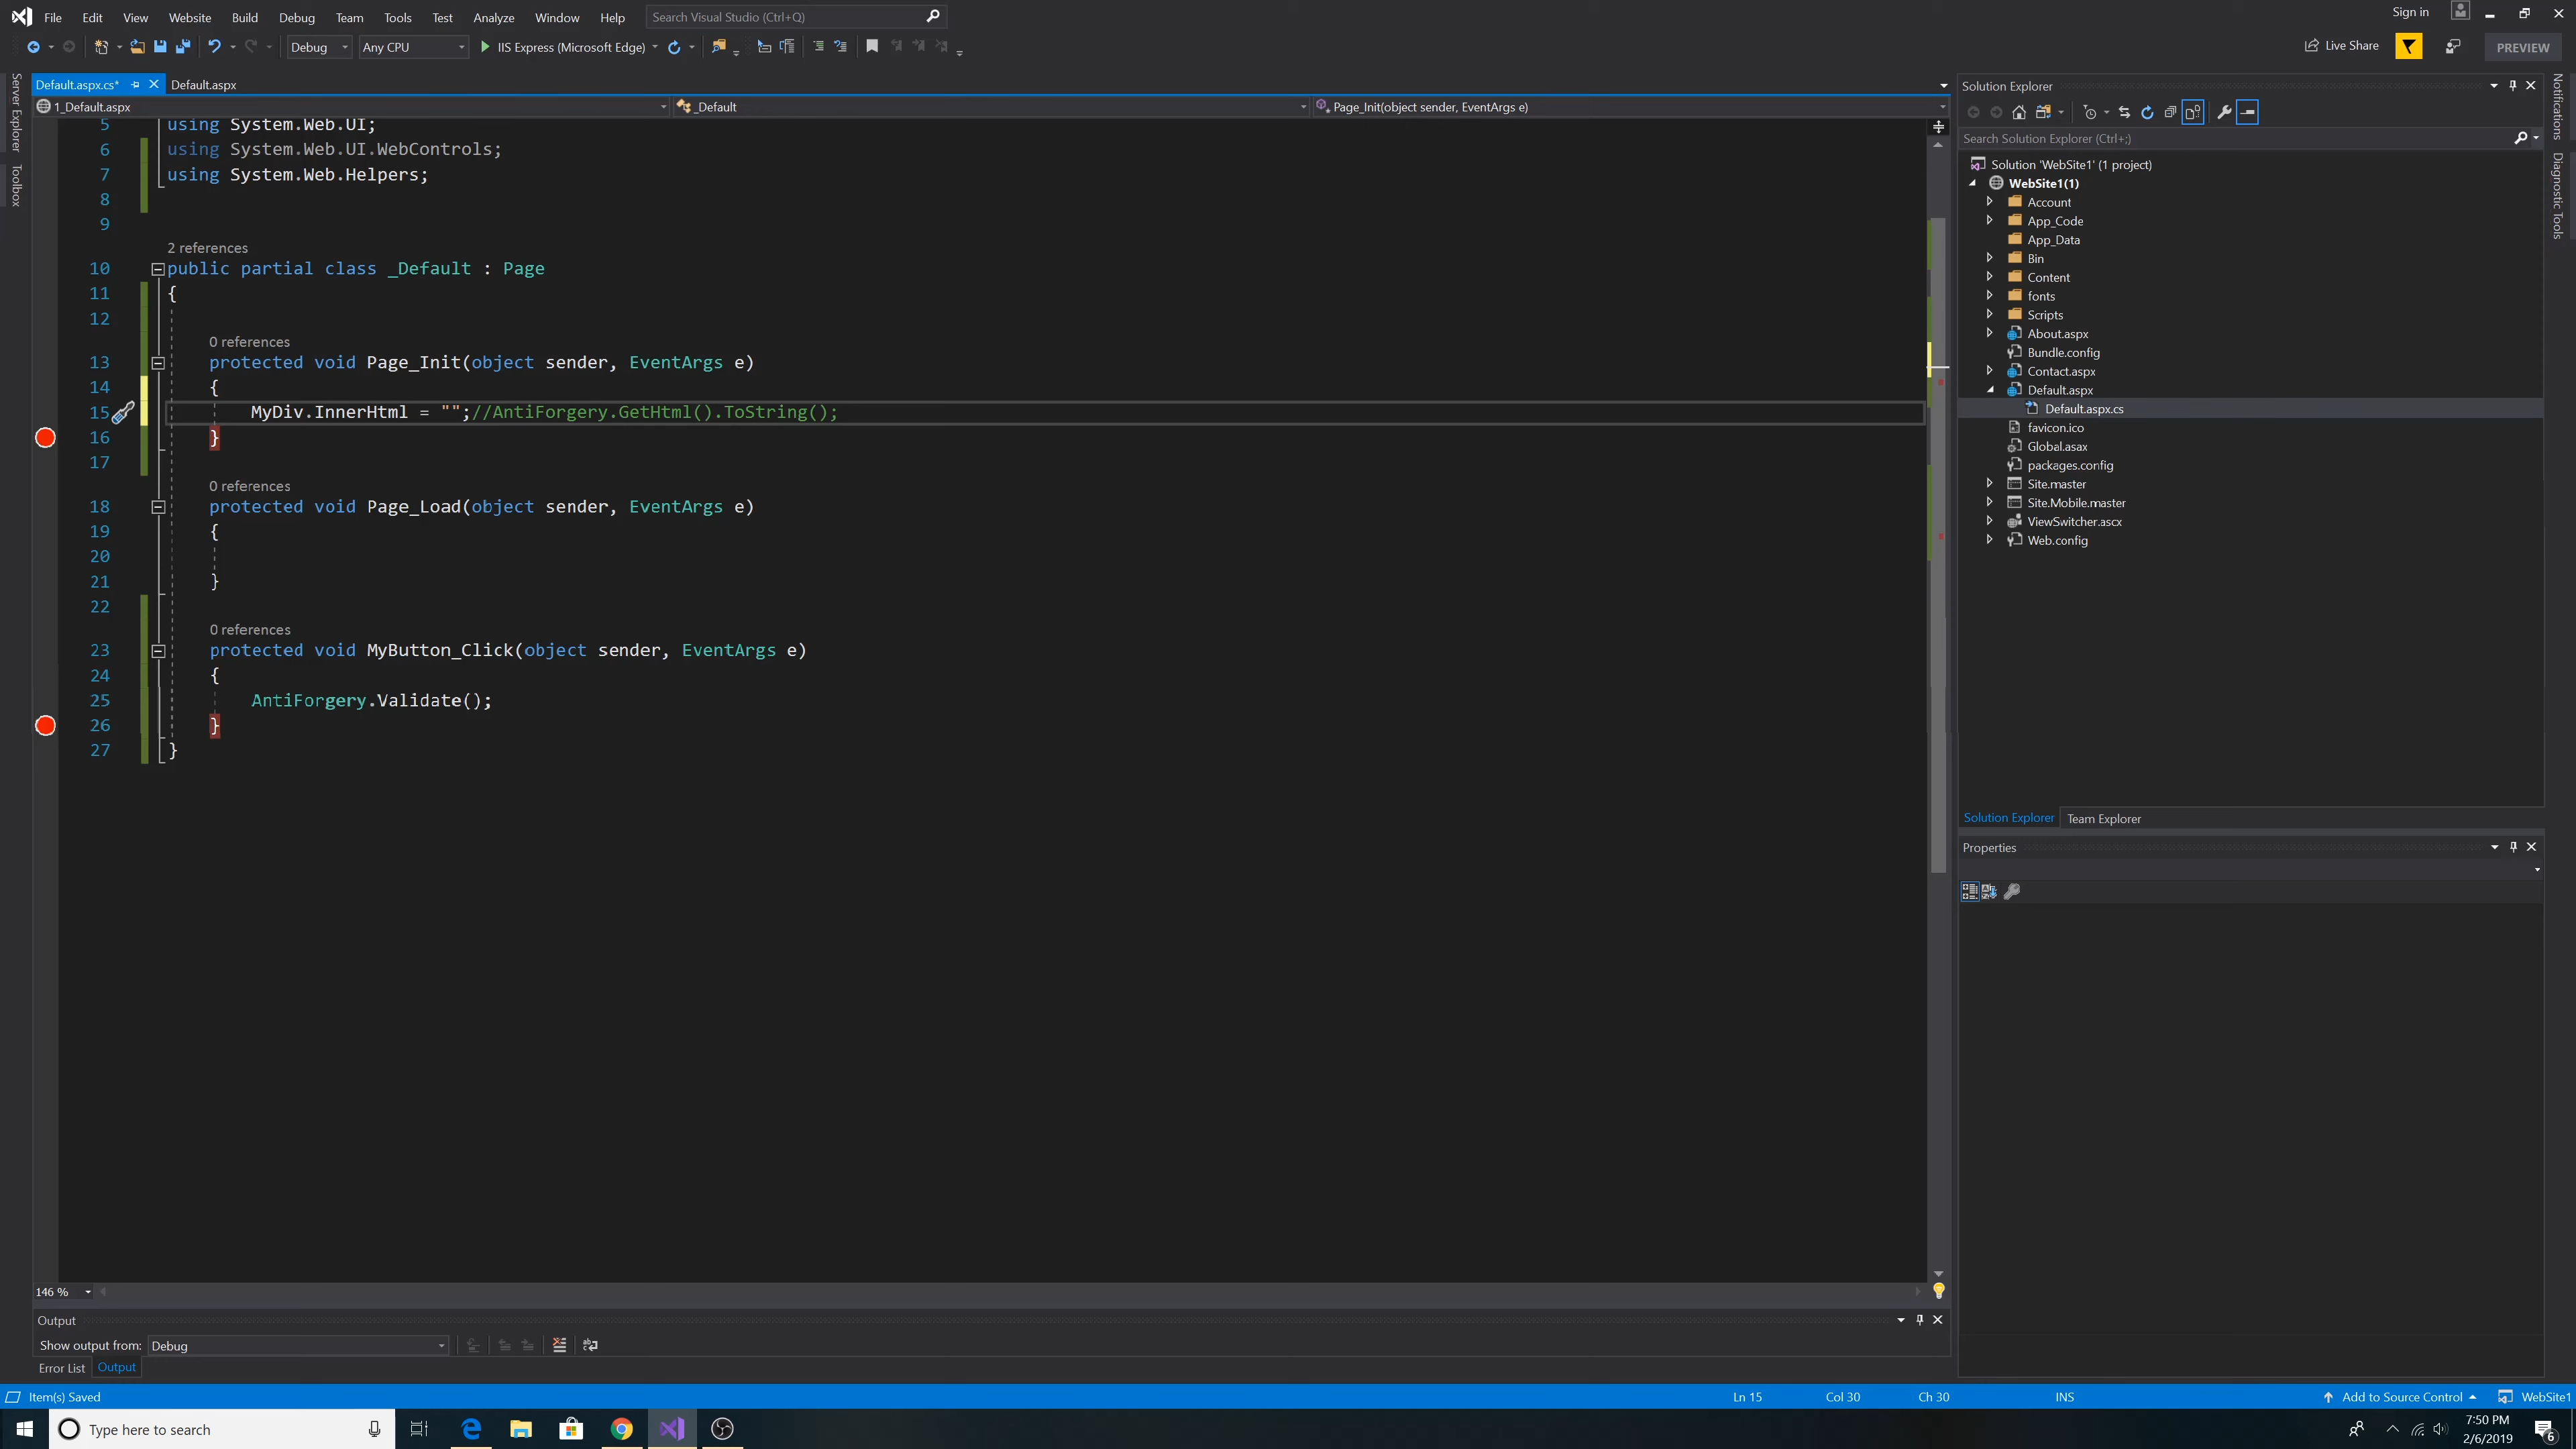 File Edit View Website Build Debug Team Tools Test Analyze Window Help Search Visual Studio (Ctrl+Q) Sign in
Debug Any CPU IIS Express (Microsoft Edge) Live Share PREVIEW
Server Explorer
Toolbox
Default.aspx.cs* Default.aspx
1_Default.aspx _Default Page_Init(object sender, EventArgs e)
5 using System.Web.UI;
6 using System.Web.UI.WebControls;
7 using System.Web.Helpers;
8
9
2 references
10 public partial class _Default : Page
11 {
12
0 references
13 protected void Page_Init(object sender, EventArgs e)
14 {
15 MyDiv.InnerHtml = "";//AntiForgery.GetHtml().ToString();
16 }
17
0 references
18 protected void Page_Load(object sender, EventArgs e)
19 {
20
21 }
22
0 references
23 protected void MyButton_Click(object sender, EventArgs e)
24 {
25 AntiForgery.Validate();
26 }
27 }
146 %
Output
Show output from: Debug
Error List Output
Solution Explorer
Search Solution Explorer (Ctrl+;)
Solution 'WebSite1' (1 project)
WebSite1(1)
Account
App_Code
App_Data
Bin
Content
fonts
Scripts
About.aspx
Bundle.config
Contact.aspx
Default.aspx
Default.aspx.cs
favicon.ico
Global.asax
packages.config
Site.master
Site.Mobile.master
ViewSwitcher.ascx
Web.config
Solution Explorer Team Explorer
Properties
Notifications
Diagnostic Tools
Item(s) Saved Ln 15 Col 30 Ch 30 INS Add to Source Control WebSite1
Type here to search
7:50 PM
2/6/2019
6